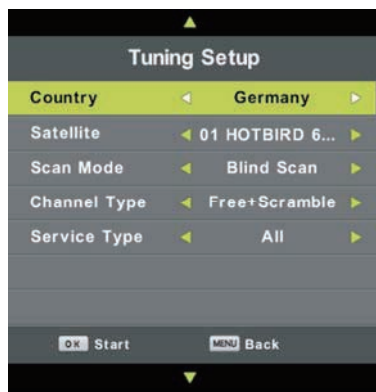 Tuning Setup
Country Germany
Satellite 01 HOTBIRD 6...
Scan Mode Blind Scan
Channel Type Free+Scramble
Service Type All
OK Start MENU Back